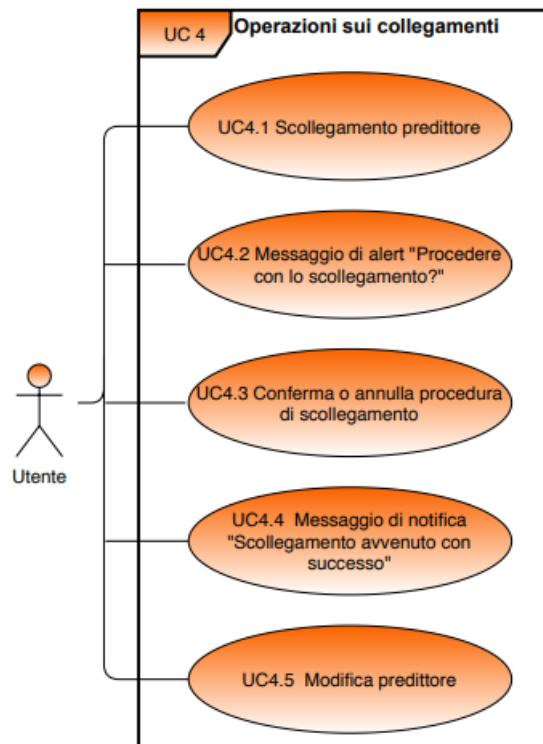 UC 4
Operazioni sui collegamenti
UC4.1 Scollegamento predittore
UC4.2 Messaggio di alert "Procedere
con lo scollegamento?"
UC4.3 Conferma o annulla procedura
di scollegamento
Utente
UC4.4 Messaggio di notifica
"Scollegamento avvenuto con
successo"
UC4.5 Modifica predittore